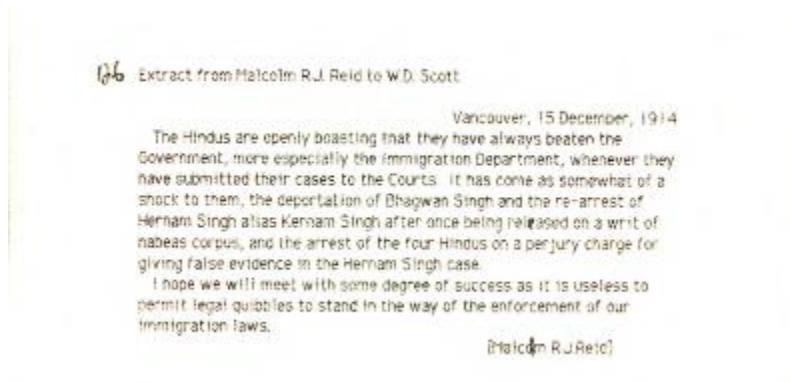 126 Extract from Malcolm R.J. Reid to W.D. Scott
Vancouver, 15 December, 1914
The Hindus are openly boasting that they have always beaten the
Government, more especially the Immigration Department, whenever they
have submitted their cases to the Courts. It has come as somewhat of a
shock to them, the deportation of Bhagwan Singh and the re-arrest of
Hernam Singh alias Kernam Singh after once being released on a writ of
habeas corpus, and the arrest of the four Hindus on a perjury charge for
giving false evidence in the Hernam Singh case.
I hope we will meet with some degree of success as it is useless to
permit legal quibbles to stand in the way of the enforcement of our
immigration laws.
[Malcolm R.J.Reid]